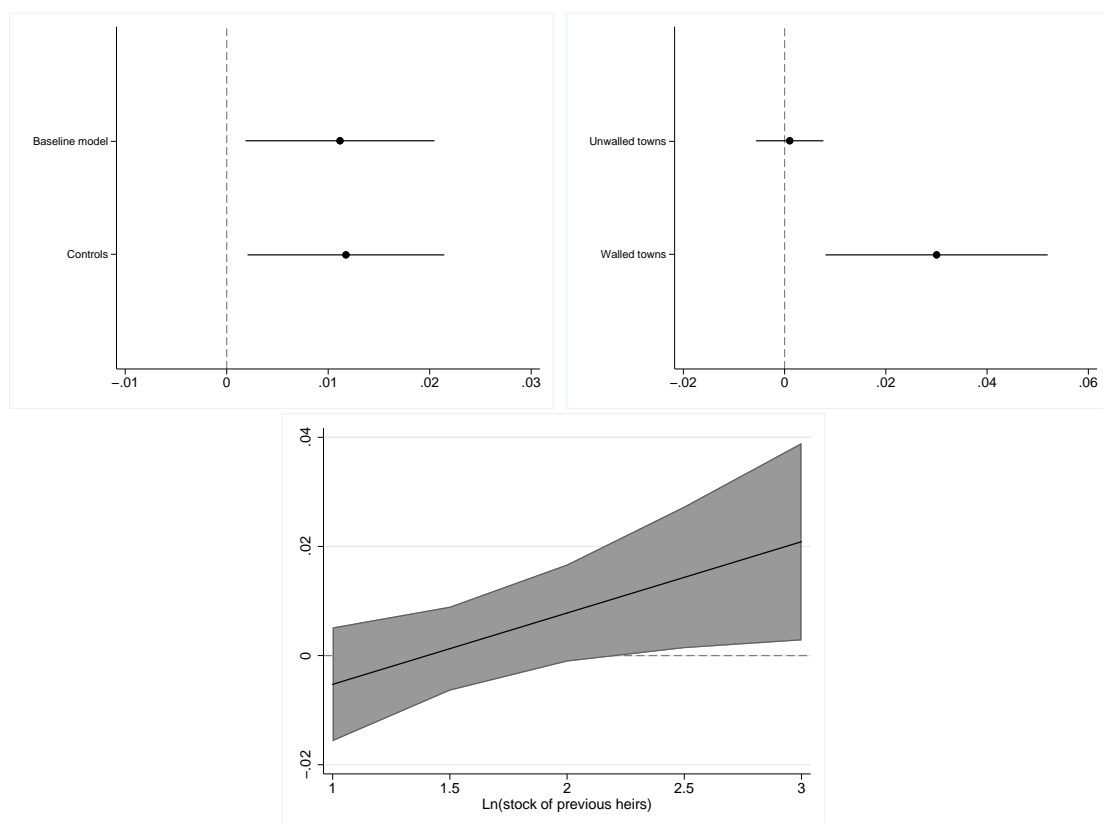 Baseline model
Controls
−.01 0 .01 .02 .03
Unwalled towns
Walled towns
−.02 0 .02 .04 .06
.04
.02
0
−.02
1 1.5 2 2.5 3
Ln(stock of previous heirs)